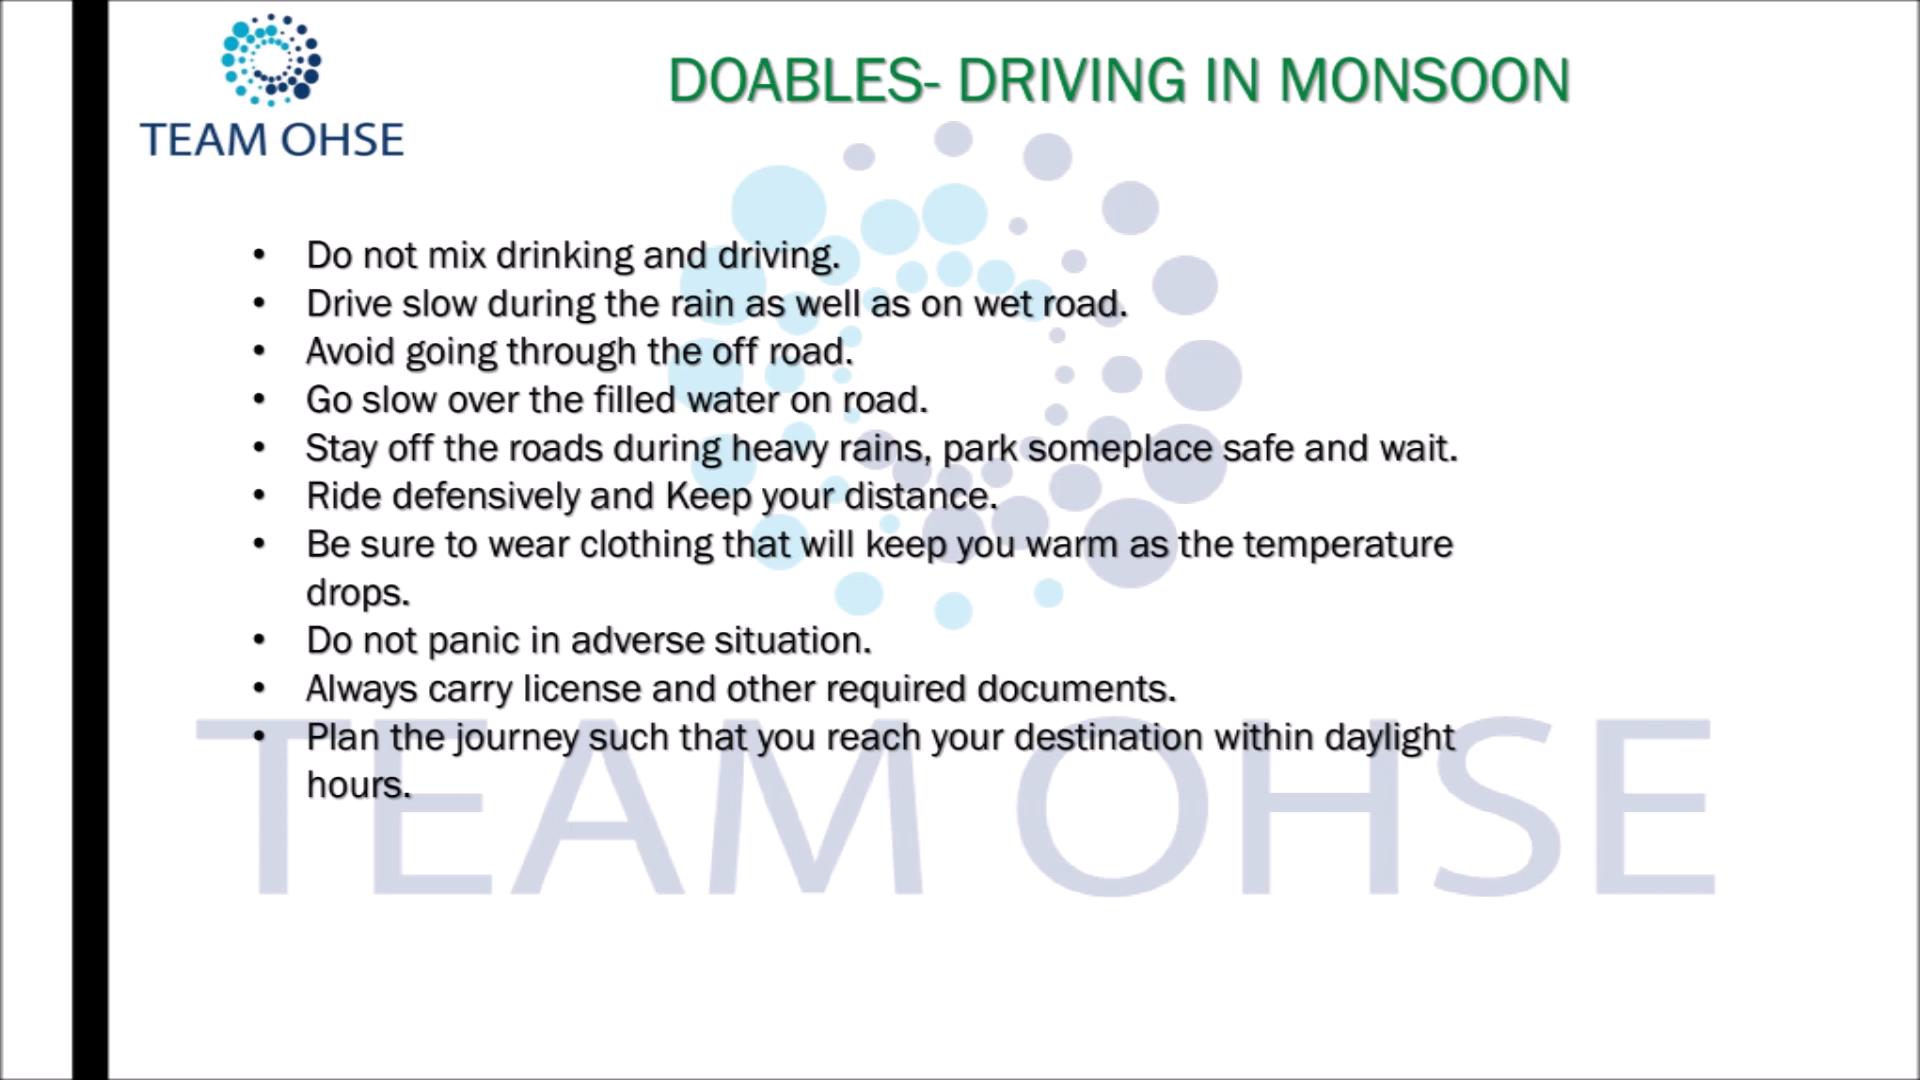 TEAM OHSE
DOABLES- DRIVING IN MONSOON
• Do not mix drinking and driving.
• Drive slow during the rain as well as on wet road.
• Avoid going through the off road.
• Go slow over the filled water on road.
• Stay off the roads during heavy rains, park someplace safe and wait.
• Ride defensively and Keep your distance.
• Be sure to wear clothing that will keep you warm as the temperature
drops.
• Do not panic in adverse situation.
• Always carry license and other required documents.
• Plan the journey such that you reach your destination within daylight
hours.
TEAM OHSE